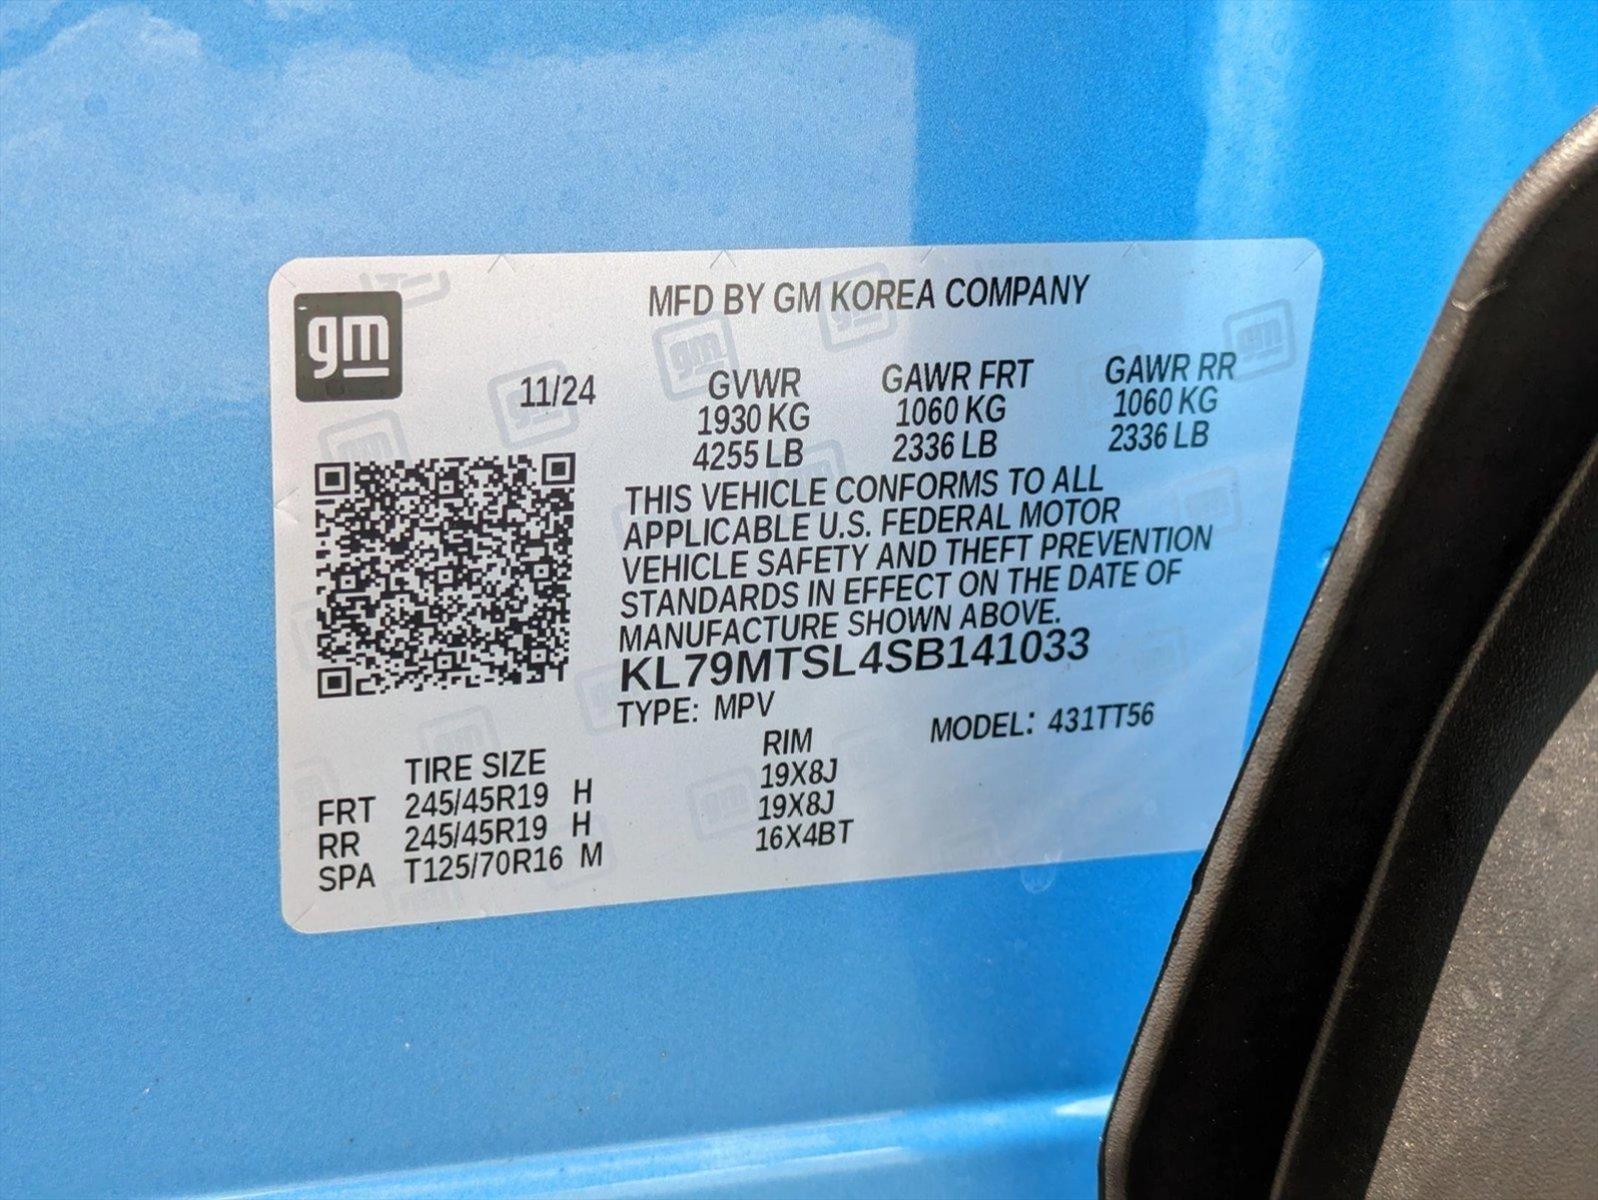 gm
MFD BY GM KOREA COMPANY
11/24
GVWR GAWR FRT GAWR RR
1930 KG 1060 KG 1060 KG
4255 LB 2336 LB 2336 LB
THIS VEHICLE CONFORMS TO ALL
APPLICABLE U.S. FEDERAL MOTOR
VEHICLE SAFETY AND THEFT PREVENTION
STANDARDS IN EFFECT ON THE DATE OF
MANUFACTURE SHOWN ABOVE.
KL79MTSL4SB141033
TYPE: MPV MODEL: 431TT56
TIRE SIZE RIM
FRT 245/45R19 H 19X8J
RR 245/45R19 H 19X8J
SPA T125/70R16 M 16X4BT